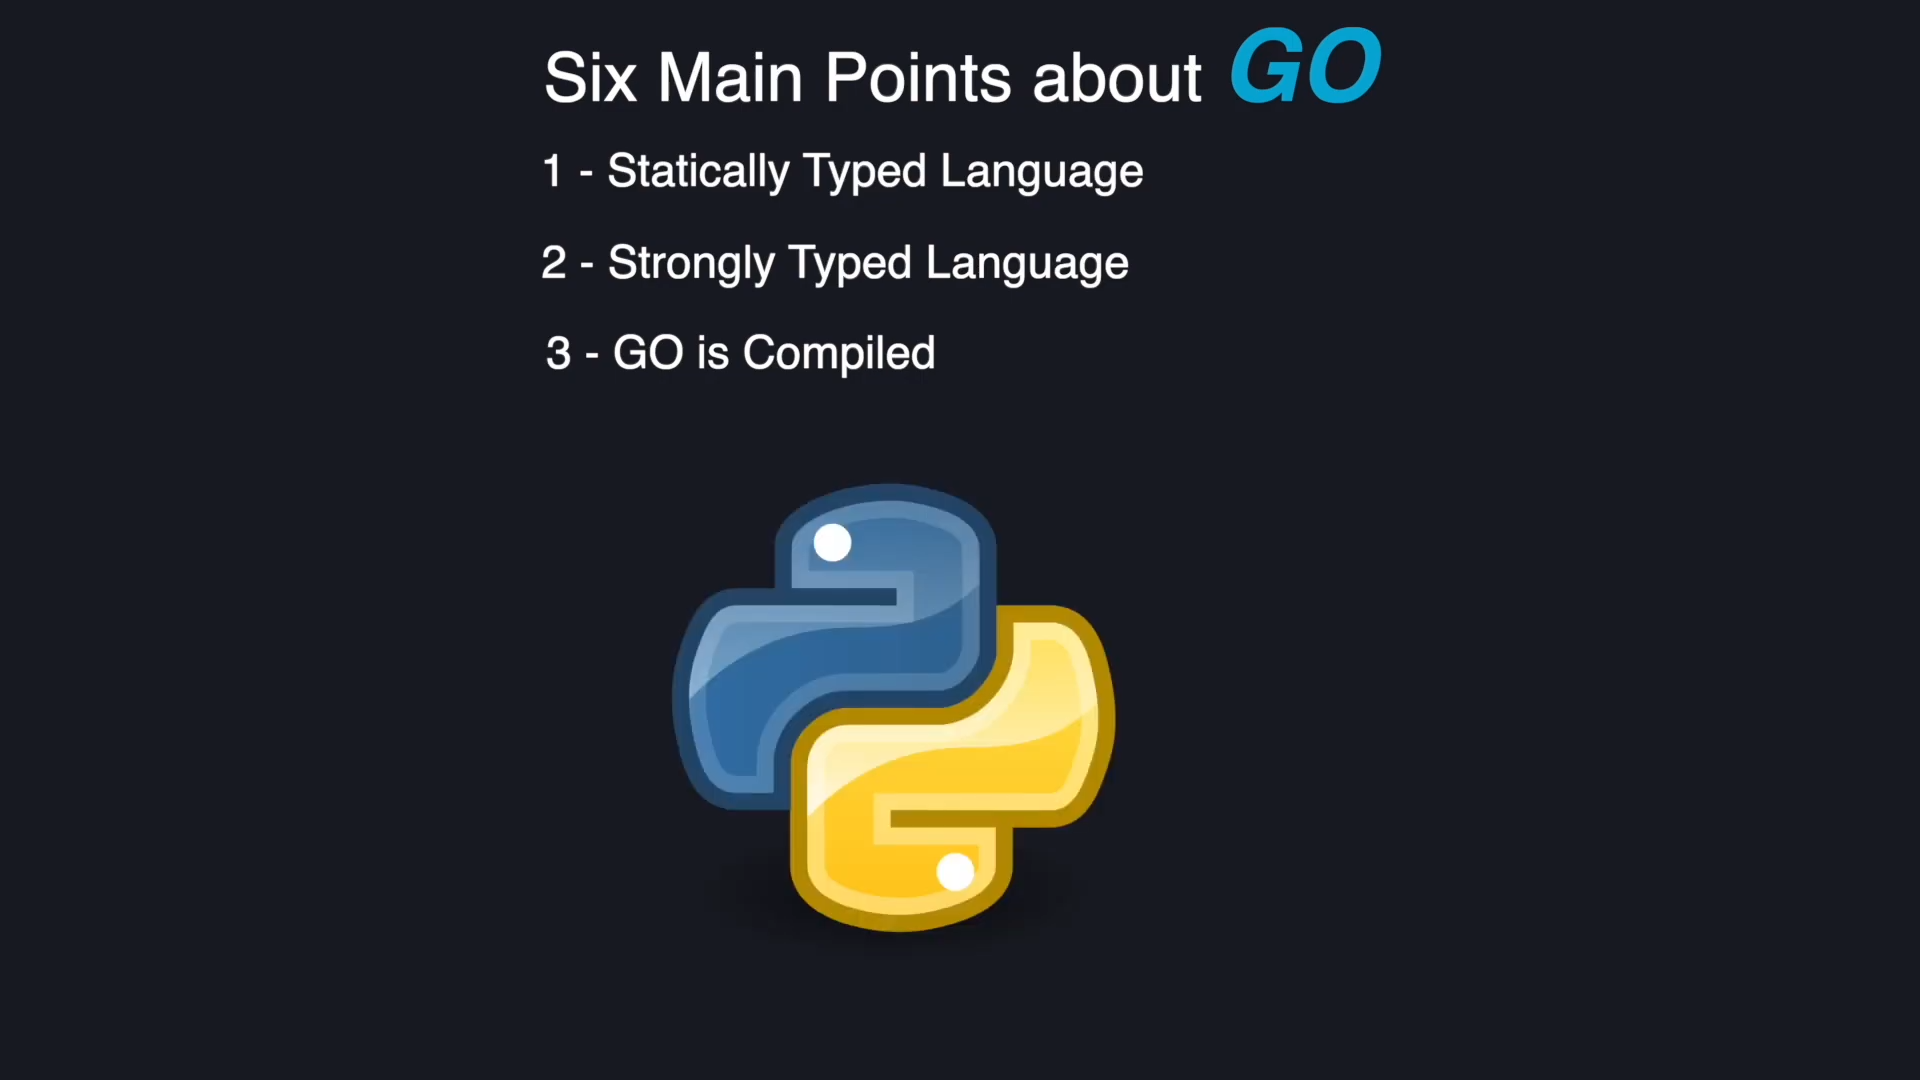 Six Main Points about GO
1 - Statically Typed Language
2 - Strongly Typed Language
3 - GO is Compiled